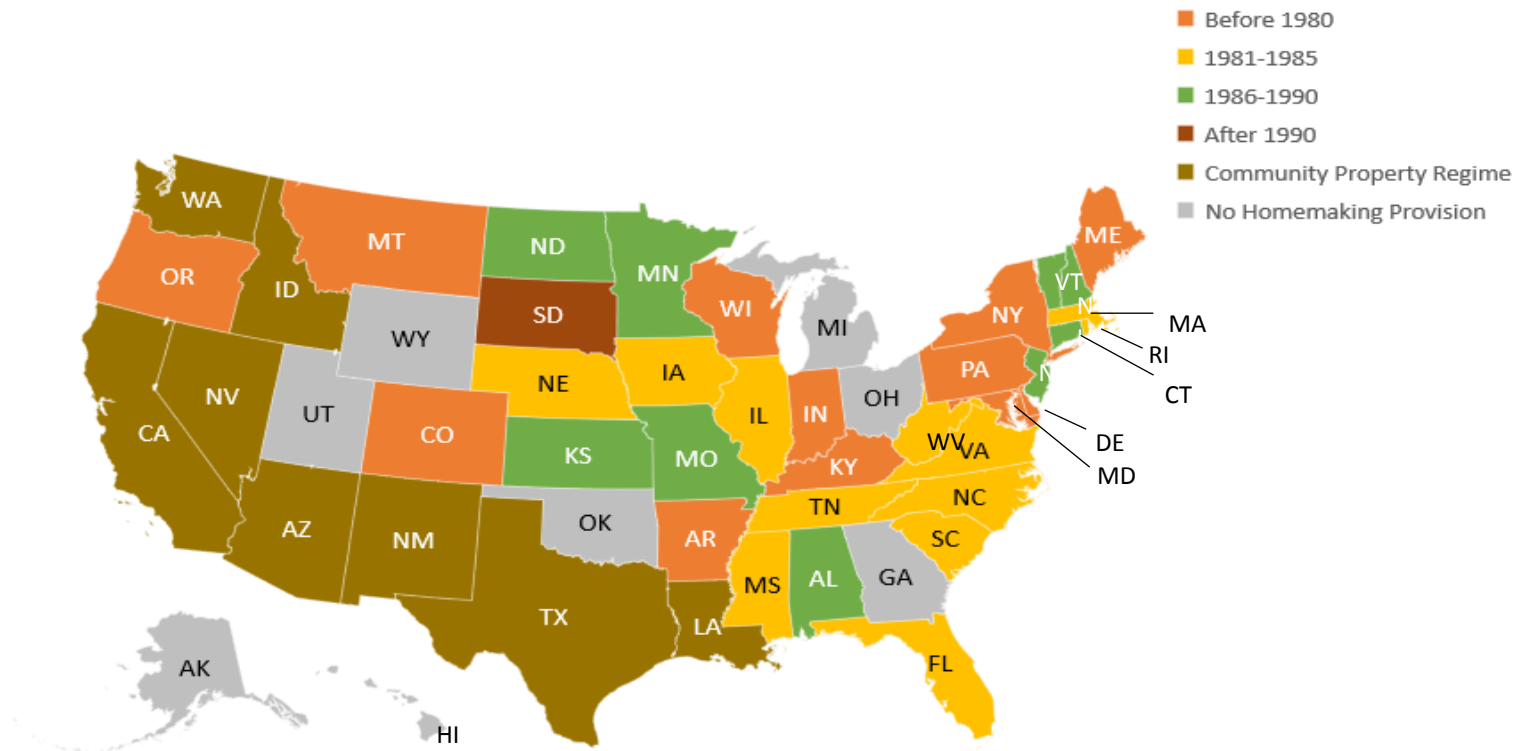 Before 1980
1981-1985
1986-1990
After 1990
Community Property Regime
No Homemaking Provision
WA
MT
ND
MN
ME
OR
ID
SD
WI
VT
N
NY
MA
WY
MI
RI
NE
IA
PA
N
CT
NV
UT
CO
IL
IN
OH
CA
KS
MO
KY
WV
VA
DE
MD
AZ
NM
OK
AR
TN
NC
SC
TX
LA
MS
AL
GA
FL
AK
HI